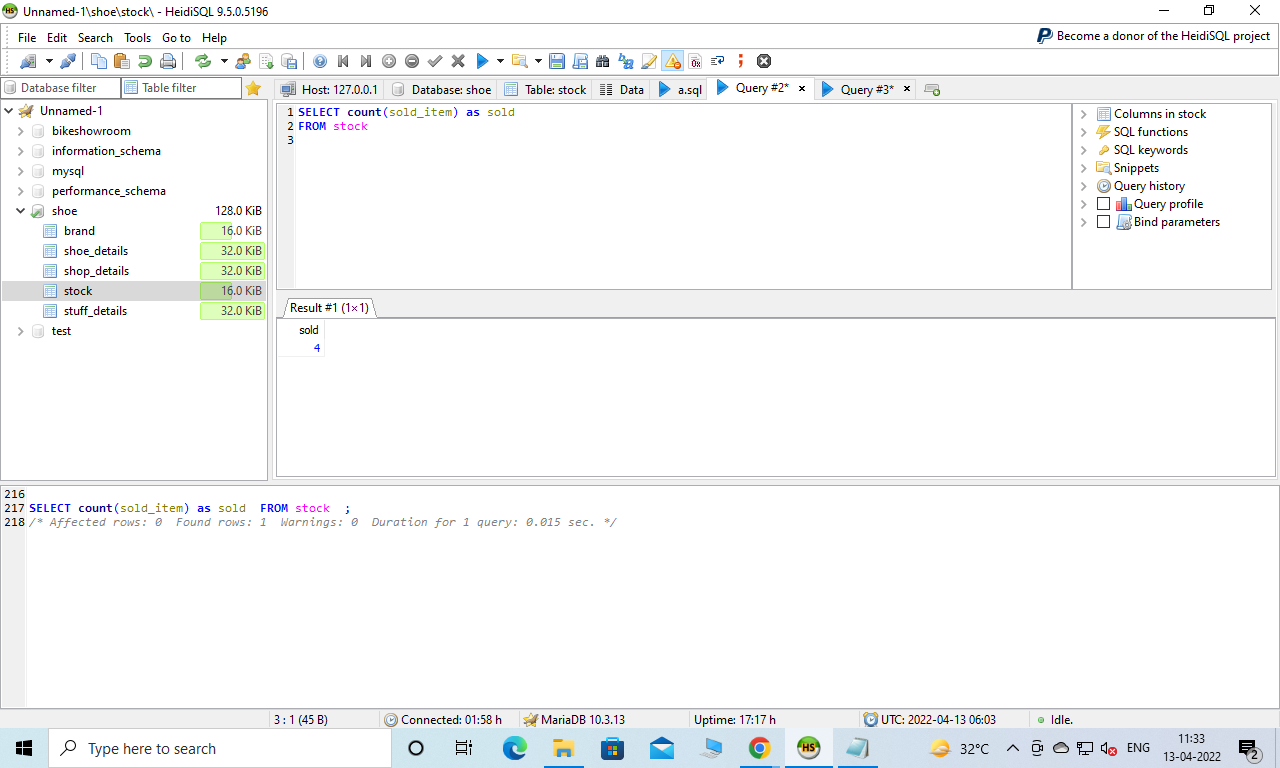 Unnamed-1\shoe\stock\ - HeidiSQL 9.5.0.5196
File Edit Search Tools Go to Help
Become a donor of the HeidiSQL project
Database filter
Table filter
Host: 127.0.0.1
Database: shoe
Table: stock
Data
a.sql
Query #2*
Query #3*
Unnamed-1
bikeshowroom
information_schema
mysql
performance_schema
shoe 128.0 KiB
brand 16.0 KiB
shoe_details 32.0 KiB
shop_details 32.0 KiB
stock 16.0 KiB
stuff_details 32.0 KiB
test
1 SELECT count(sold_item) as sold
2 FROM stock
3
Columns in stock
SQL functions
SQL keywords
Snippets
Query history
Query profile
Bind parameters
Result #1 (1×1)
sold
4
216
217 SELECT count(sold_item) as sold  FROM stock  ;
218 /* Affected rows: 0  Found rows: 1  Warnings: 0  Duration for 1 query: 0.015 sec. */
3 : 1 (45 B)
Connected: 01:58 h
MariaDB 10.3.13
Uptime: 17:17 h
UTC: 2022-04-13 06:03
Idle.
Type here to search
HS
32°C
ENG
11:33
13-04-2022
2